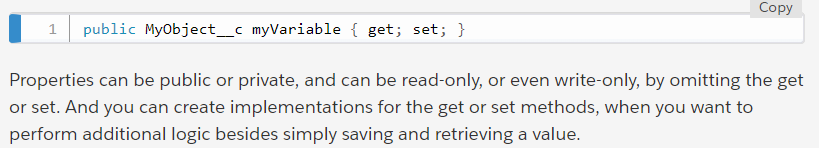 Copy
1 public MyObject__c myVariable { get; set; }
Properties can be public or private, and can be read-only, or even write-only, by omitting the get
or set. And you can create implementations for the get or set methods, when you want to
perform additional logic besides simply saving and retrieving a value.